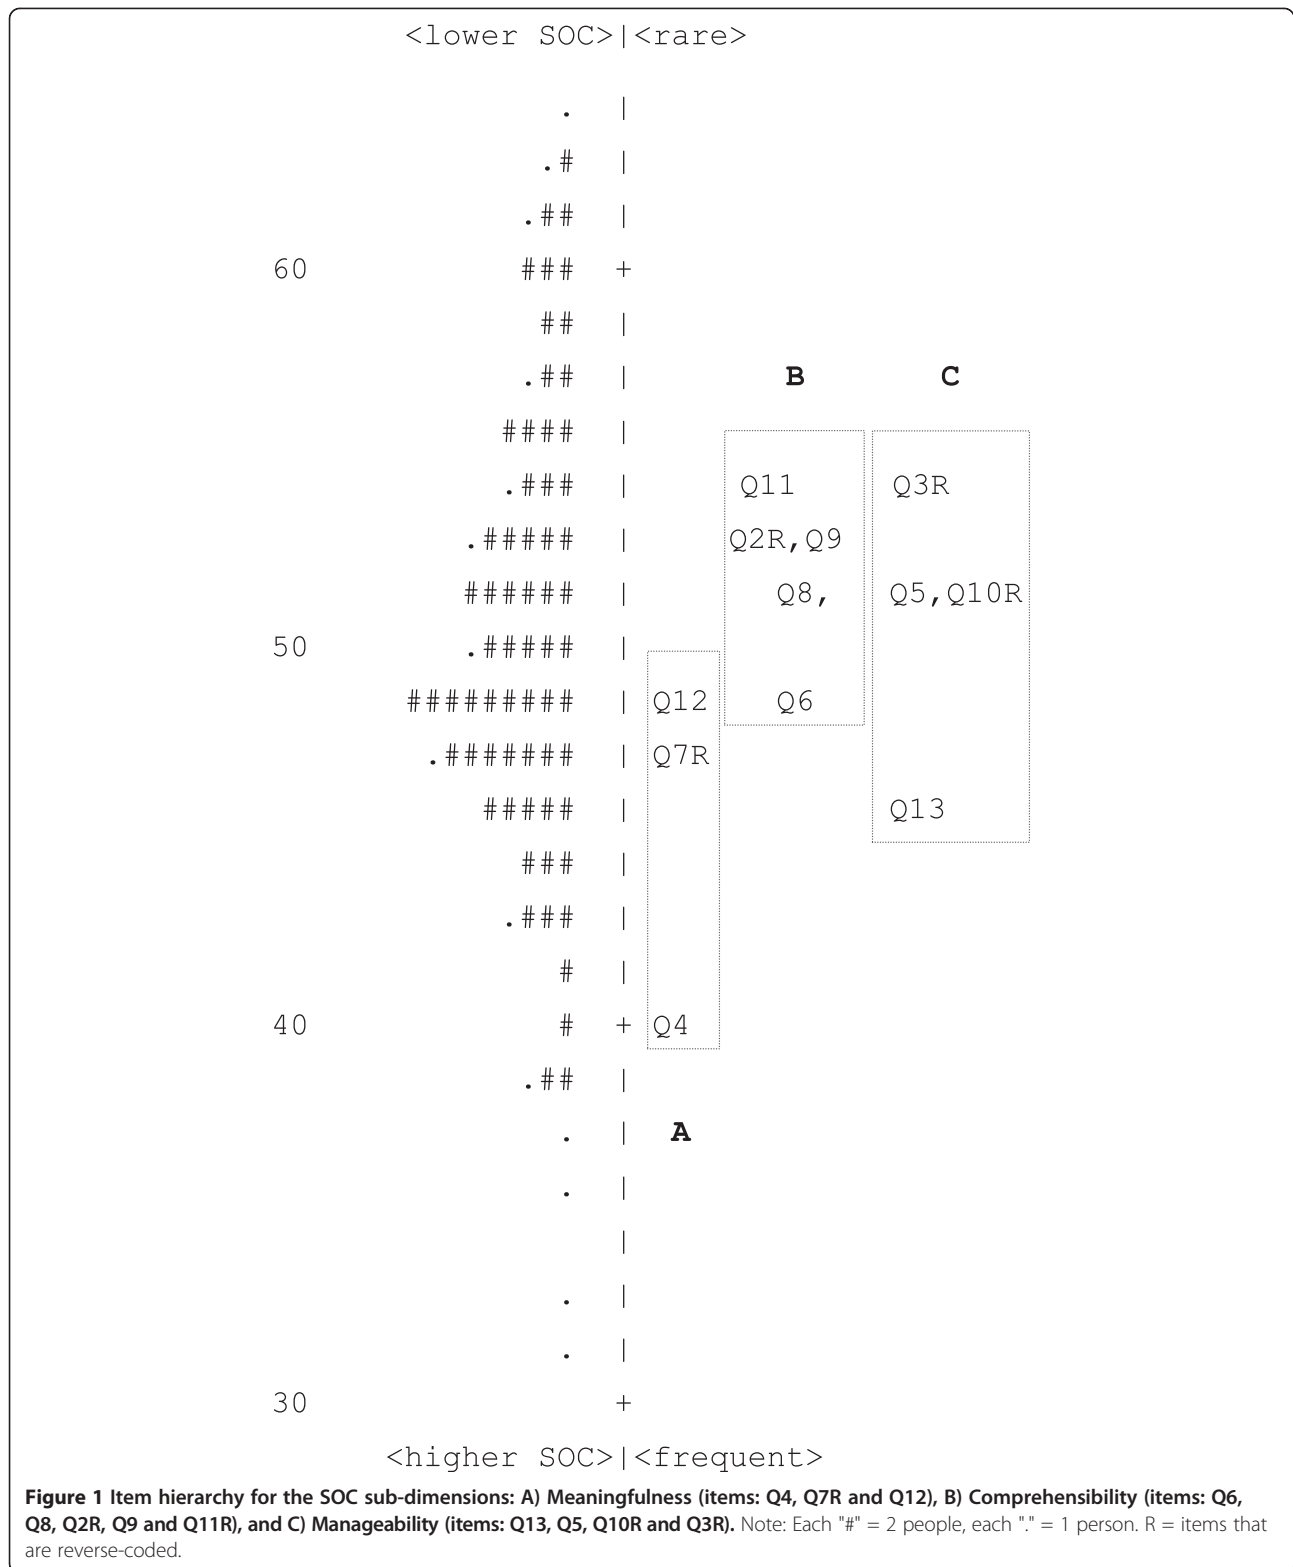 <lower SOC>|<rare>
. |
.# |
.## |
60 ### +
## |
.## | B C
#### |
.### | Q11 Q3R
.##### | Q2R,Q9
###### | Q8, Q5,Q10R
50 .##### |
######### | Q12 Q6
.####### | Q7R
##### | Q13
### |
.### |
# |
40 # + Q4
.## |
. | A
. |
|
. |
. |
30 +
<higher SOC>|<frequent>
Figure 1 Item hierarchy for the SOC sub-dimensions: A) Meaningfulness (items: Q4, Q7R and Q12), B) Comprehensibility (items: Q6,
Q8, Q2R, Q9 and Q11R), and C) Manageability (items: Q13, Q5, Q10R and Q3R). Note: Each "#" = 2 people, each "." = 1 person. R = items that
are reverse-coded.